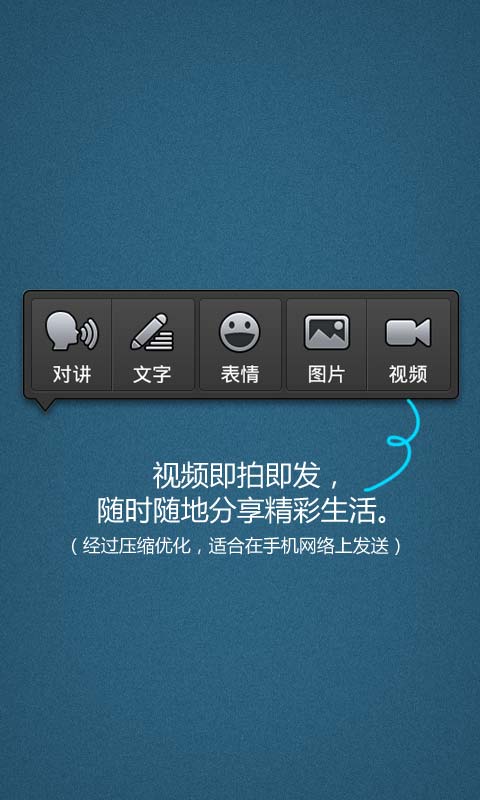 对讲 文字 表情 图片 视频
视频即拍即发，
随时随地分享精彩生活。
（经过压缩优化，适合在手机网络上发送）